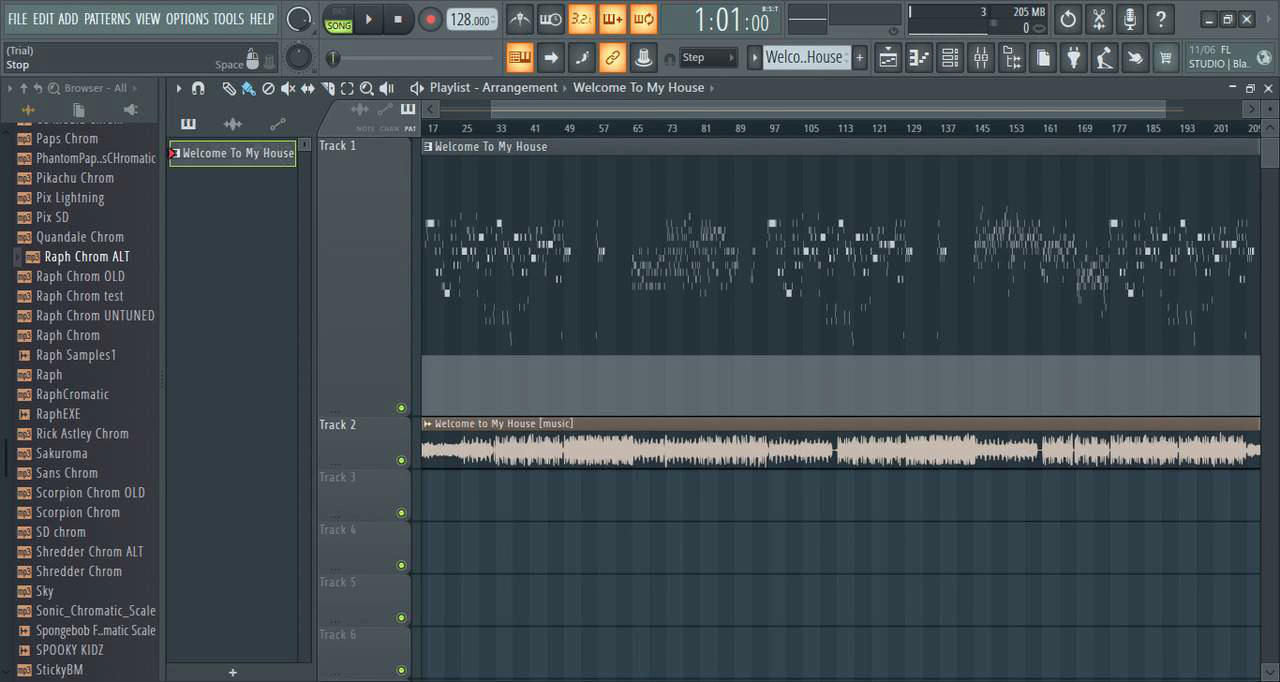 FILE EDIT ADD PATTERNS VIEW OPTIONS TOOLS HELP
PAT
SONG
128.000
3.2.
1:01:00
B:S:T
3
205 MB
0
(Trial)
Stop
Space
Step
Welco..House
11/06 FL
STUDIO | Bla..
Browser - All
Playlist - Arrangement
Welcome To My House
NOTE CHAN PAT
17 25 33 41 49 57 65 73 81 89 97 105 113 121 129 137 145 153 161 169 177 185 193 201 209
Paps Chrom
PhantomPap..sCHromatic
Pikachu Chrom
Pix Lightning
Pix SD
Quandale Chrom
Raph Chrom ALT
Raph Chrom OLD
Raph Chrom test
Raph Chrom UNTUNED
Raph Chrom
Raph Samples1
Raph
RaphCromatic
RaphEXE
Rick Astley Chrom
Sakuroma
Sans Chrom
Scorpion Chrom OLD
Scorpion Chrom
SD chrom
Shredder Chrom ALT
Shredder Chrom
Sky
Sonic_Chromatic_Scale
Spongebob F..matic Scale
SPOOKY KIDZ
StickyBM
Welcome To My House
Track 1
Welcome To My House
Track 2
Welcome to My House [music]
Track 3
Track 4
Track 5
Track 6